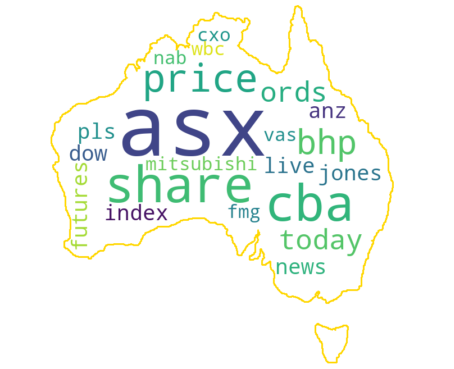 cxo
nab wbc
price ords
asx anz
pls vas bhp
dow mitsubishi live jones
futures share cba
index fmg
today
news